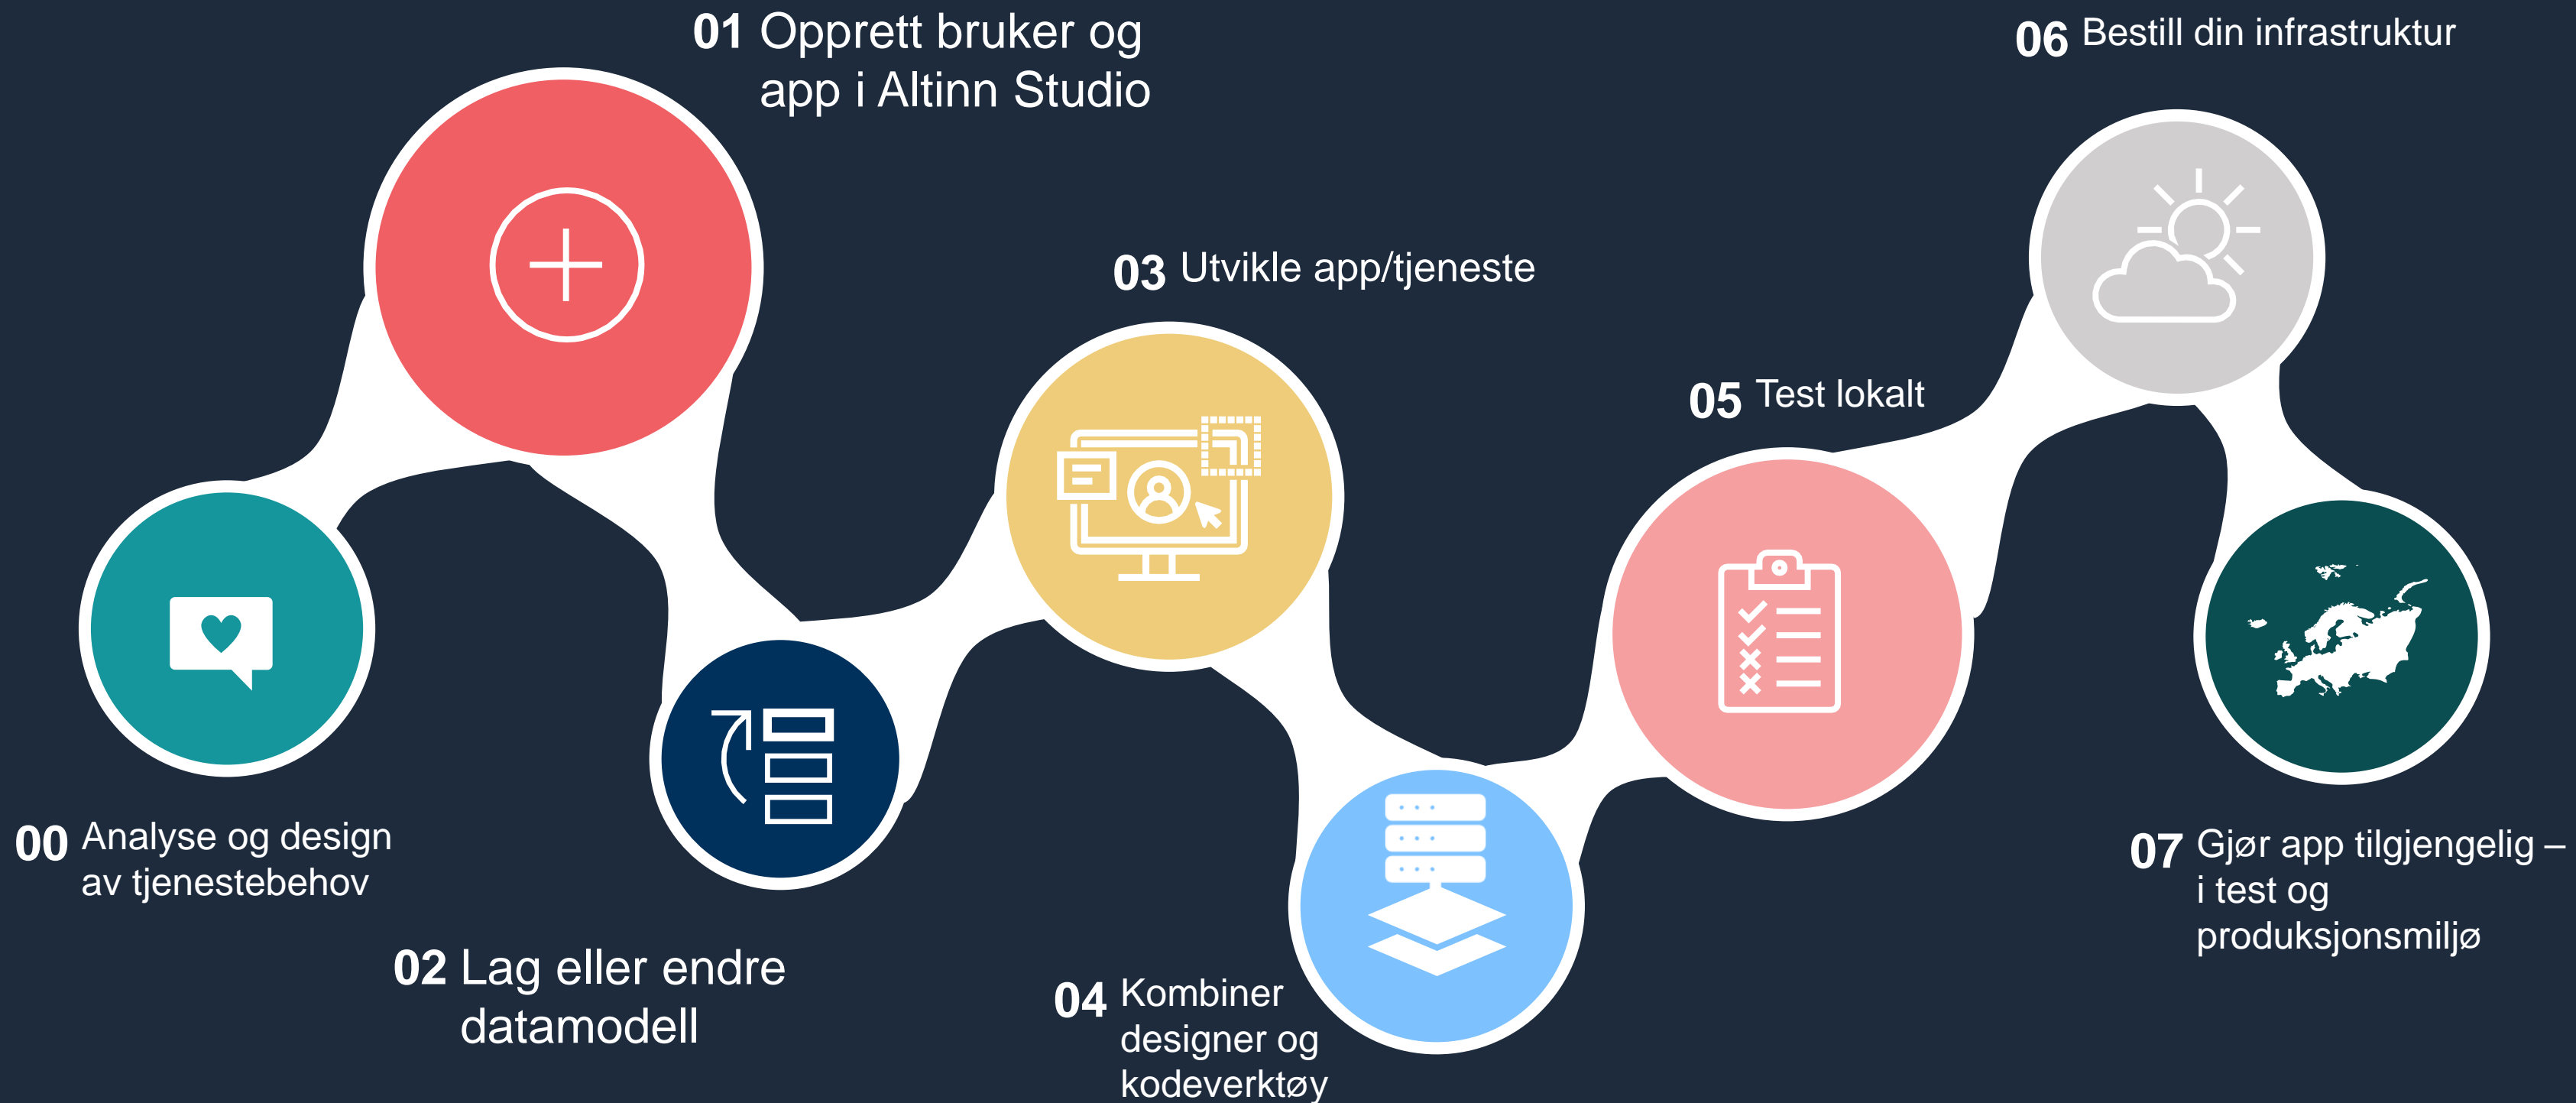 00 Analyse og design
av tjenestebehov
01 Opprett bruker og
app i Altinn Studio
02 Lag eller endre
datamodell
03 Utvikle app/tjeneste
04 Kombiner
designer og
kodeverktøy
05 Test lokalt
06 Bestill din infrastruktur
07 Gjør app tilgjengelig –
i test og
produksjonsmiljø